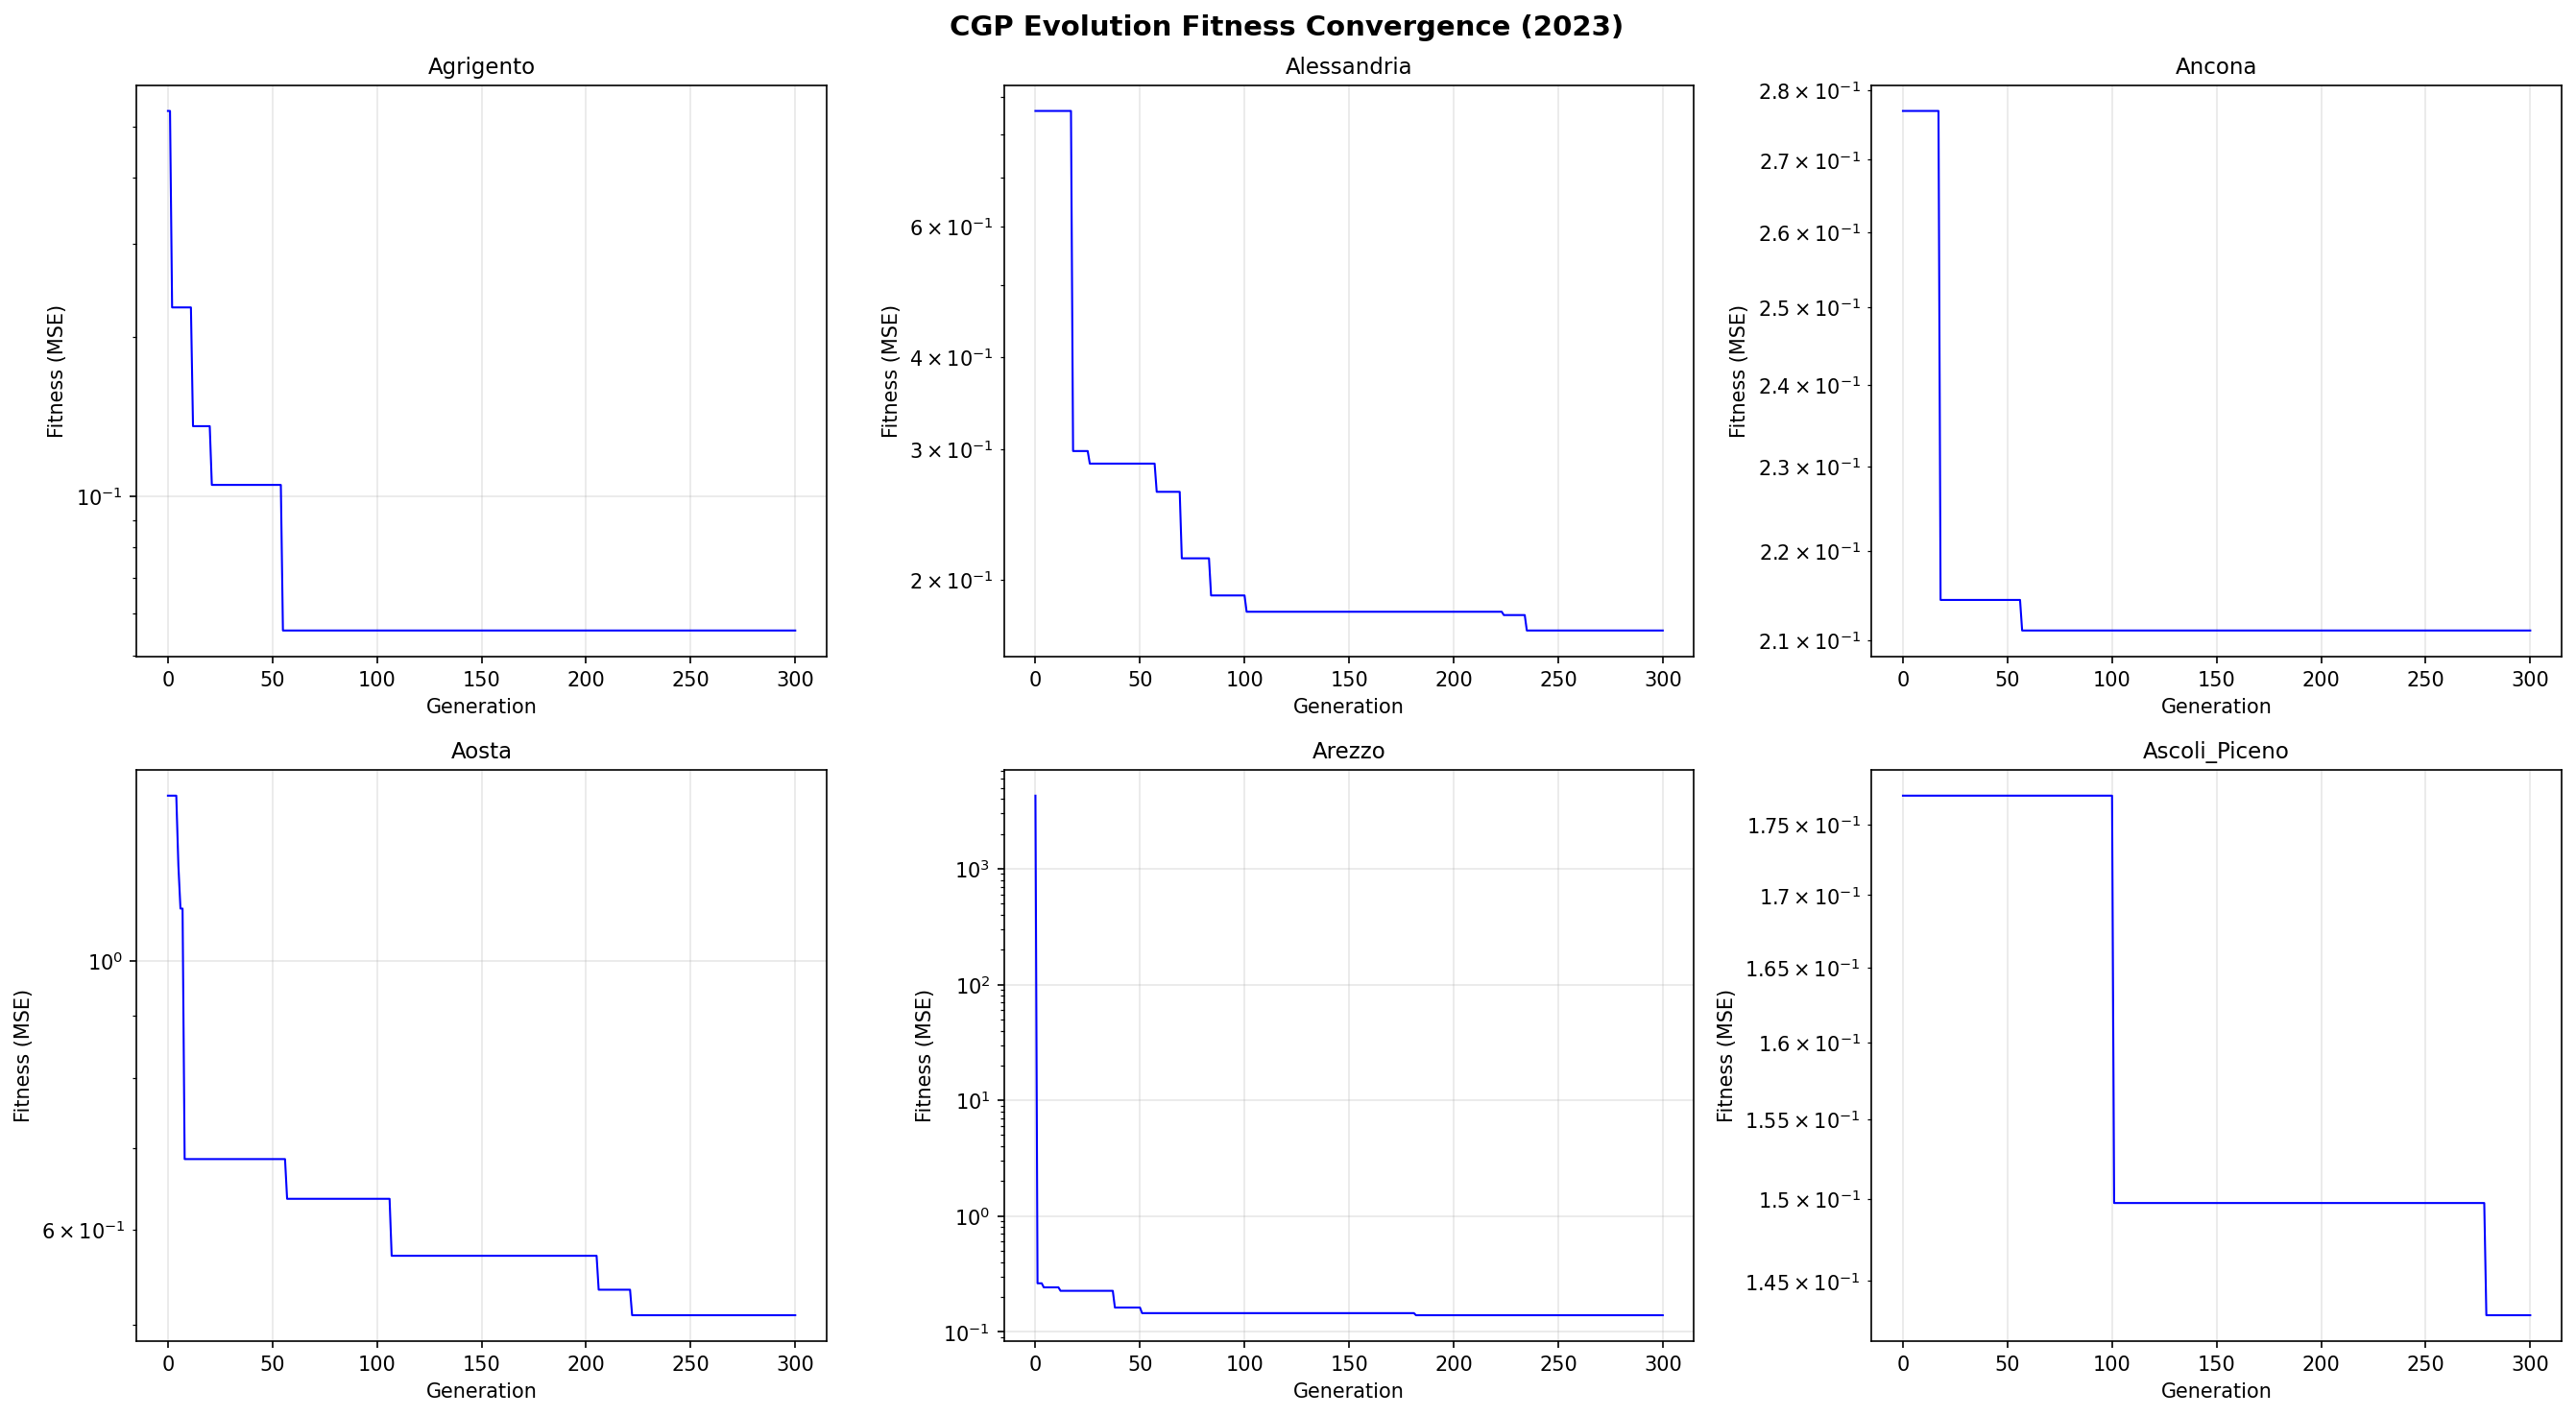 CGP Evolution Fitness Convergence (2023)
Agrigento
Fitness (MSE)
10⁻¹
0 50 100 150 200 250 300
Generation
Alessandria
Fitness (MSE)
6 × 10⁻¹
4 × 10⁻¹
3 × 10⁻¹
2 × 10⁻¹
0 50 100 150 200 250 300
Generation
Ancona
Fitness (MSE)
2.8 × 10⁻¹
2.7 × 10⁻¹
2.6 × 10⁻¹
2.5 × 10⁻¹
2.4 × 10⁻¹
2.3 × 10⁻¹
2.2 × 10⁻¹
2.1 × 10⁻¹
0 50 100 150 200 250 300
Generation
Aosta
Fitness (MSE)
10⁰
6 × 10⁻¹
0 50 100 150 200 250 300
Generation
Arezzo
Fitness (MSE)
10³
10²
10¹
10⁰
10⁻¹
0 50 100 150 200 250 300
Generation
Ascoli_Piceno
Fitness (MSE)
1.75 × 10⁻¹
1.7 × 10⁻¹
1.65 × 10⁻¹
1.6 × 10⁻¹
1.55 × 10⁻¹
1.5 × 10⁻¹
1.45 × 10⁻¹
0 50 100 150 200 250 300
Generation